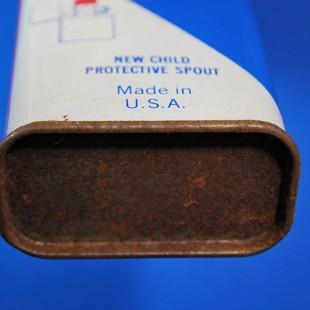 NEW CHILD
PROTECTIVE SPOUT
Made in
U.S.A.